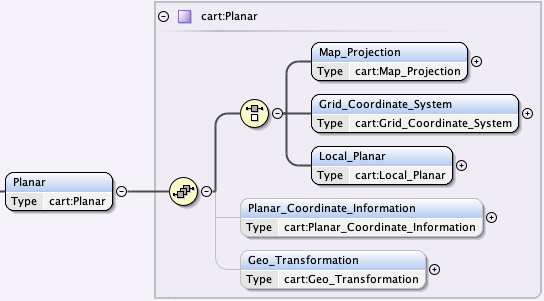 cart:Planar
Map_Projection
Type cart:Map_Projection
Grid_Coordinate_System
Type cart:Grid_Coordinate_System
Local_Planar
Type cart:Local_Planar
Planar
Type cart:Planar
Planar_Coordinate_Information
Type cart:Planar_Coordinate_Information
Geo_Transformation
Type cart:Geo_Transformation